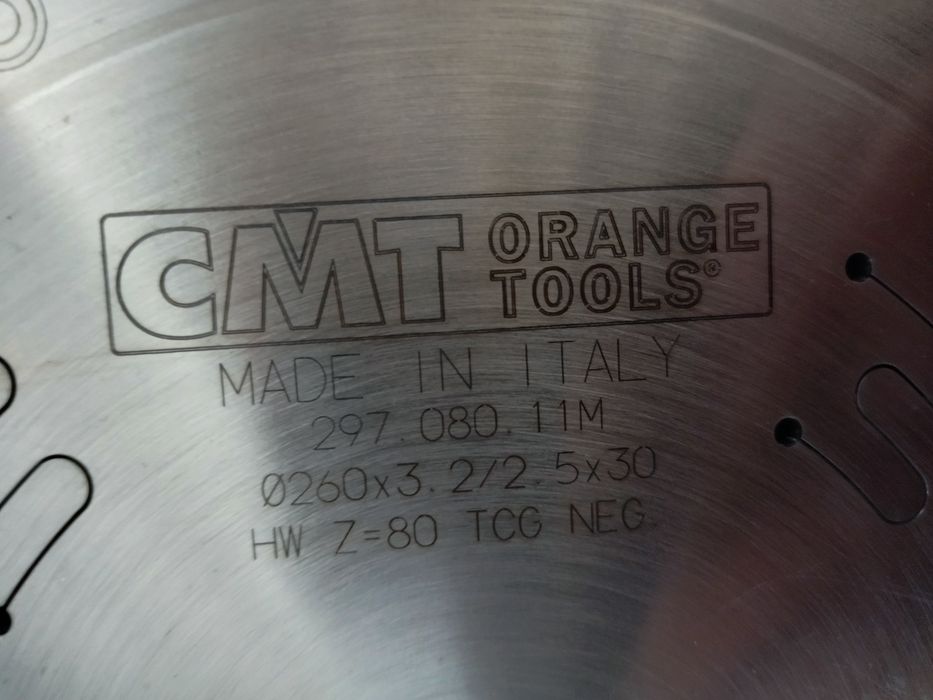 CMT ORANGE TOOLS®
MADE IN ITALY
297.080.11M
Ø260x3.2/2.5x30
HW Z=80 TCG NEG.